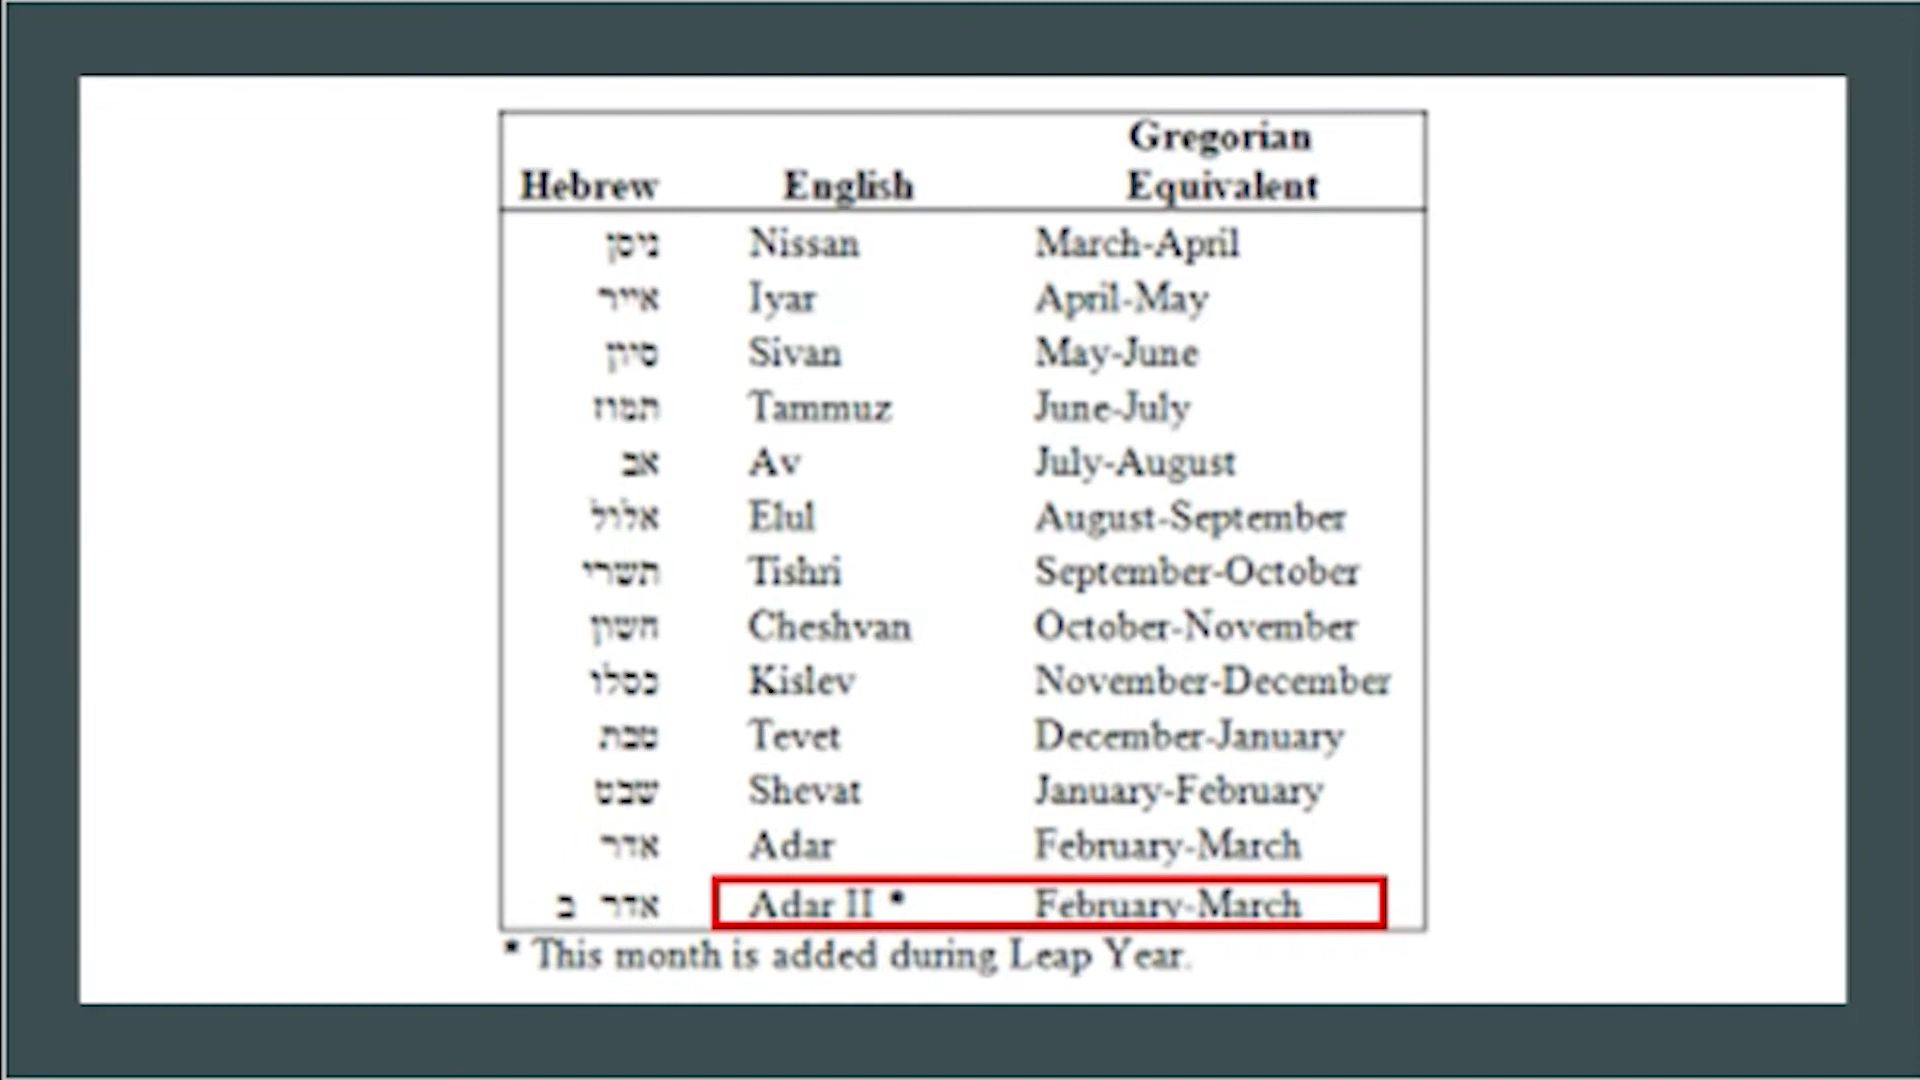 Gregorian
Hebrew English Equivalent
ניסן Nissan March-April
אייר Iyar April-May
סיון Sivan May-June
תמוז Tammuz June-July
אב Av July-August
אלול Elul August-September
תשרי Tishri September-October
חשון Cheshvan October-November
כסלו Kislev November-December
טבת Tevet December-January
שבט Shevat January-February
אדר Adar February-March
אדר ב Adar II * February-March
* This month is added during Leap Year.